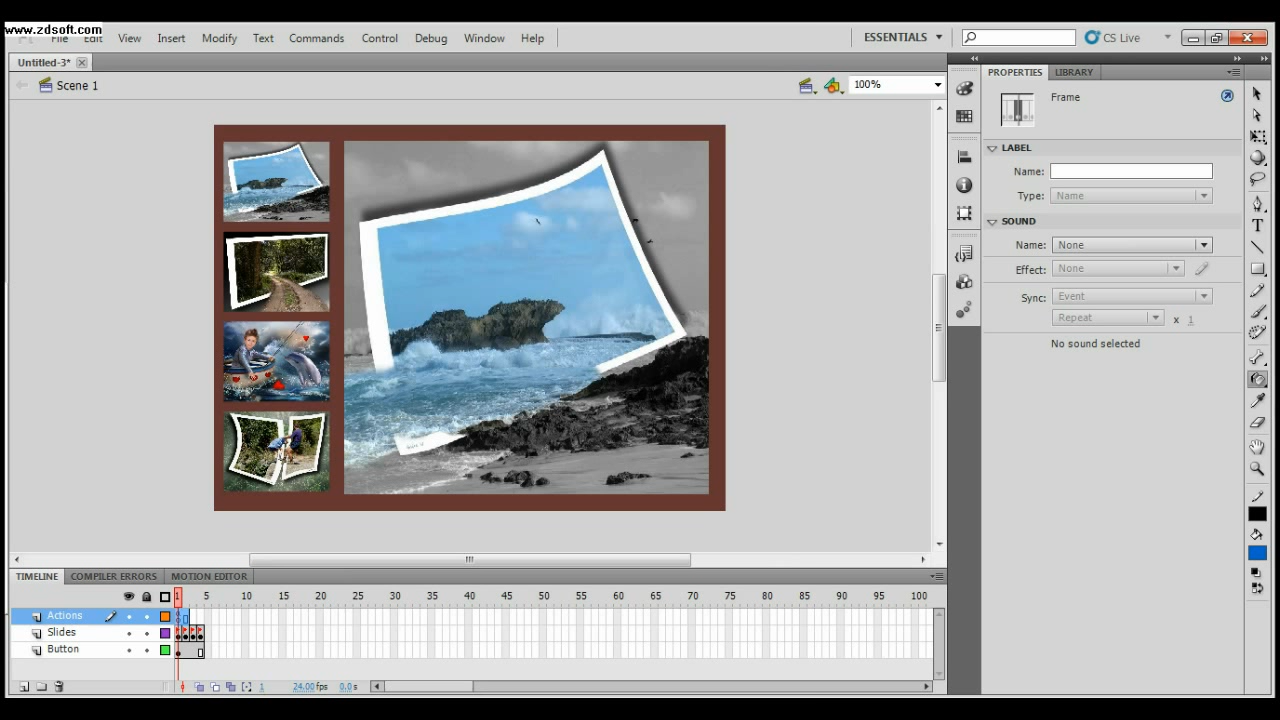 www.zdsoft.com
File Edit View Insert Modify Text Commands Control Debug Window Help
ESSENTIALS
CS Live
Untitled-3*
Scene 1
100%
PROPERTIES LIBRARY
Frame
LABEL
Name:
Type: Name
SOUND
Name: None
Effect: None
Sync: Event
Repeat x 1
No sound selected
TIMELINE COMPILER ERRORS MOTION EDITOR
1 5 10 15 20 25 30 35 40 45 50 55 60 65 70 75 80 85 90 95 100
Actions
Slides
Button
1 24.00fps 0.0s